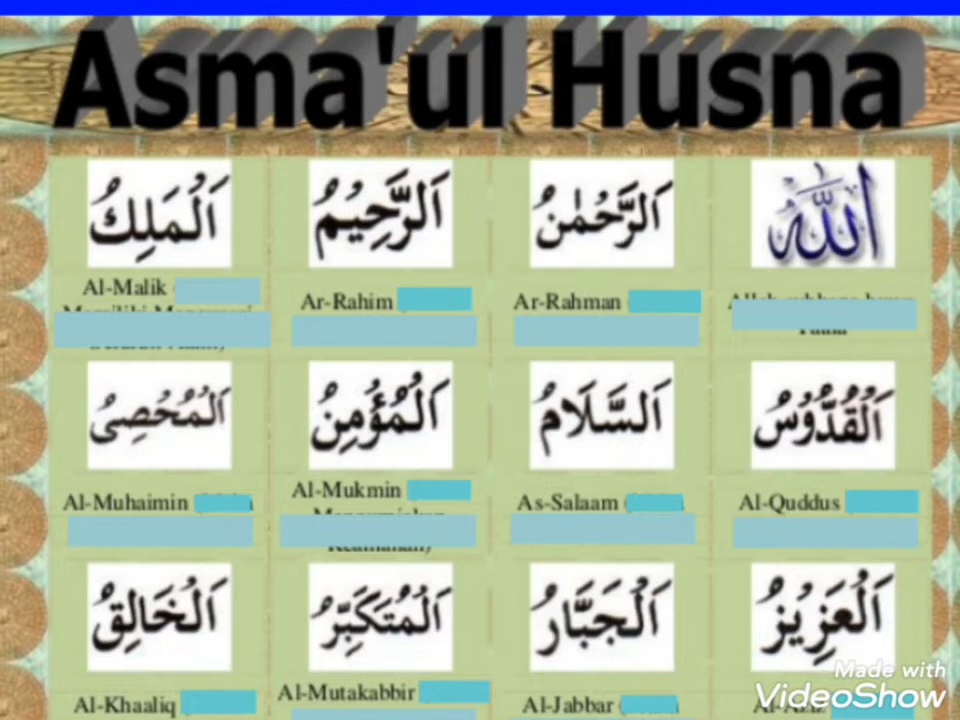 Asma'ul Husna
الله
اَلرَّحْمٰنُ
اَلرَّحِيْمُ
اَلْمَلِكُ
Ar-Rahman
Ar-Rahim
Al-Malik
اَلْقُدُّوْسُ
اَلسَّلَامُ
اَلْمُؤْمِنُ
اَلْمُحْصِىُ
Al-Quddus
As-Salaam
Al-Mukmin
Al-Muhaimin
اَلْعَزِيْزُ
اَلْجَبَّارُ
اَلْمُتَكَبِّرُ
اَلْخَالِقُ
Al-Jabbar
Al-Mutakabbir
Al-Khaaliq
Made with
VideoShow